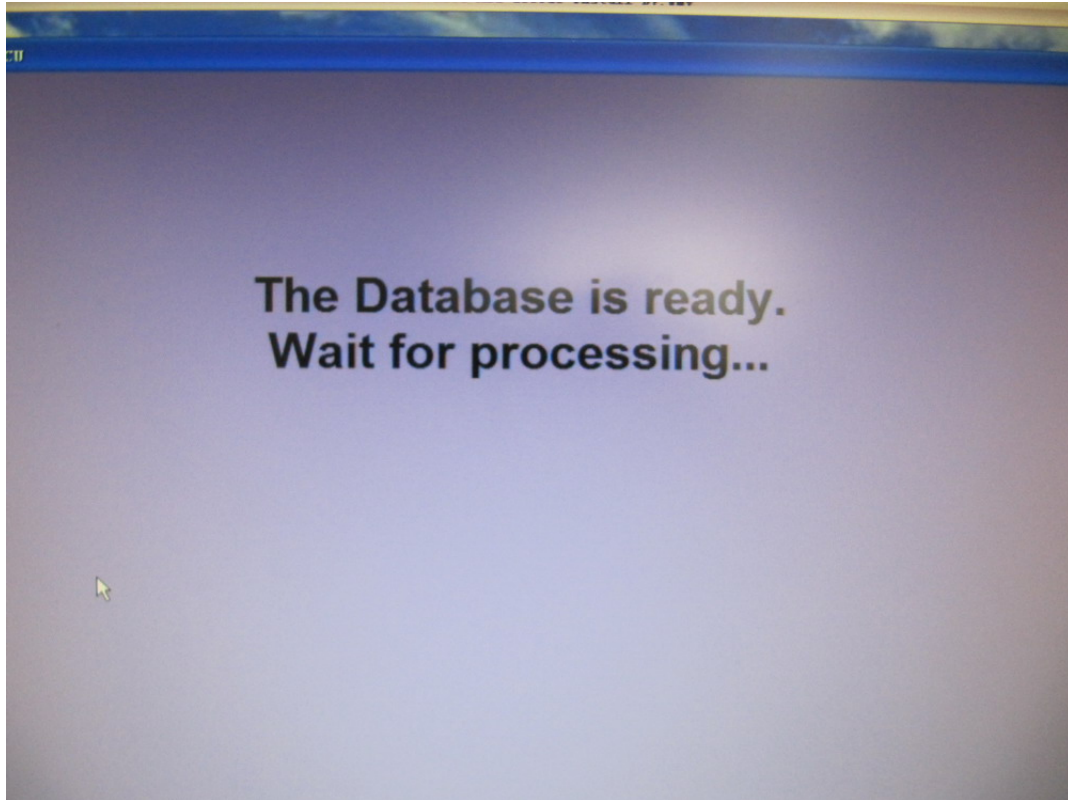 The Database is ready.
Wait for processing...